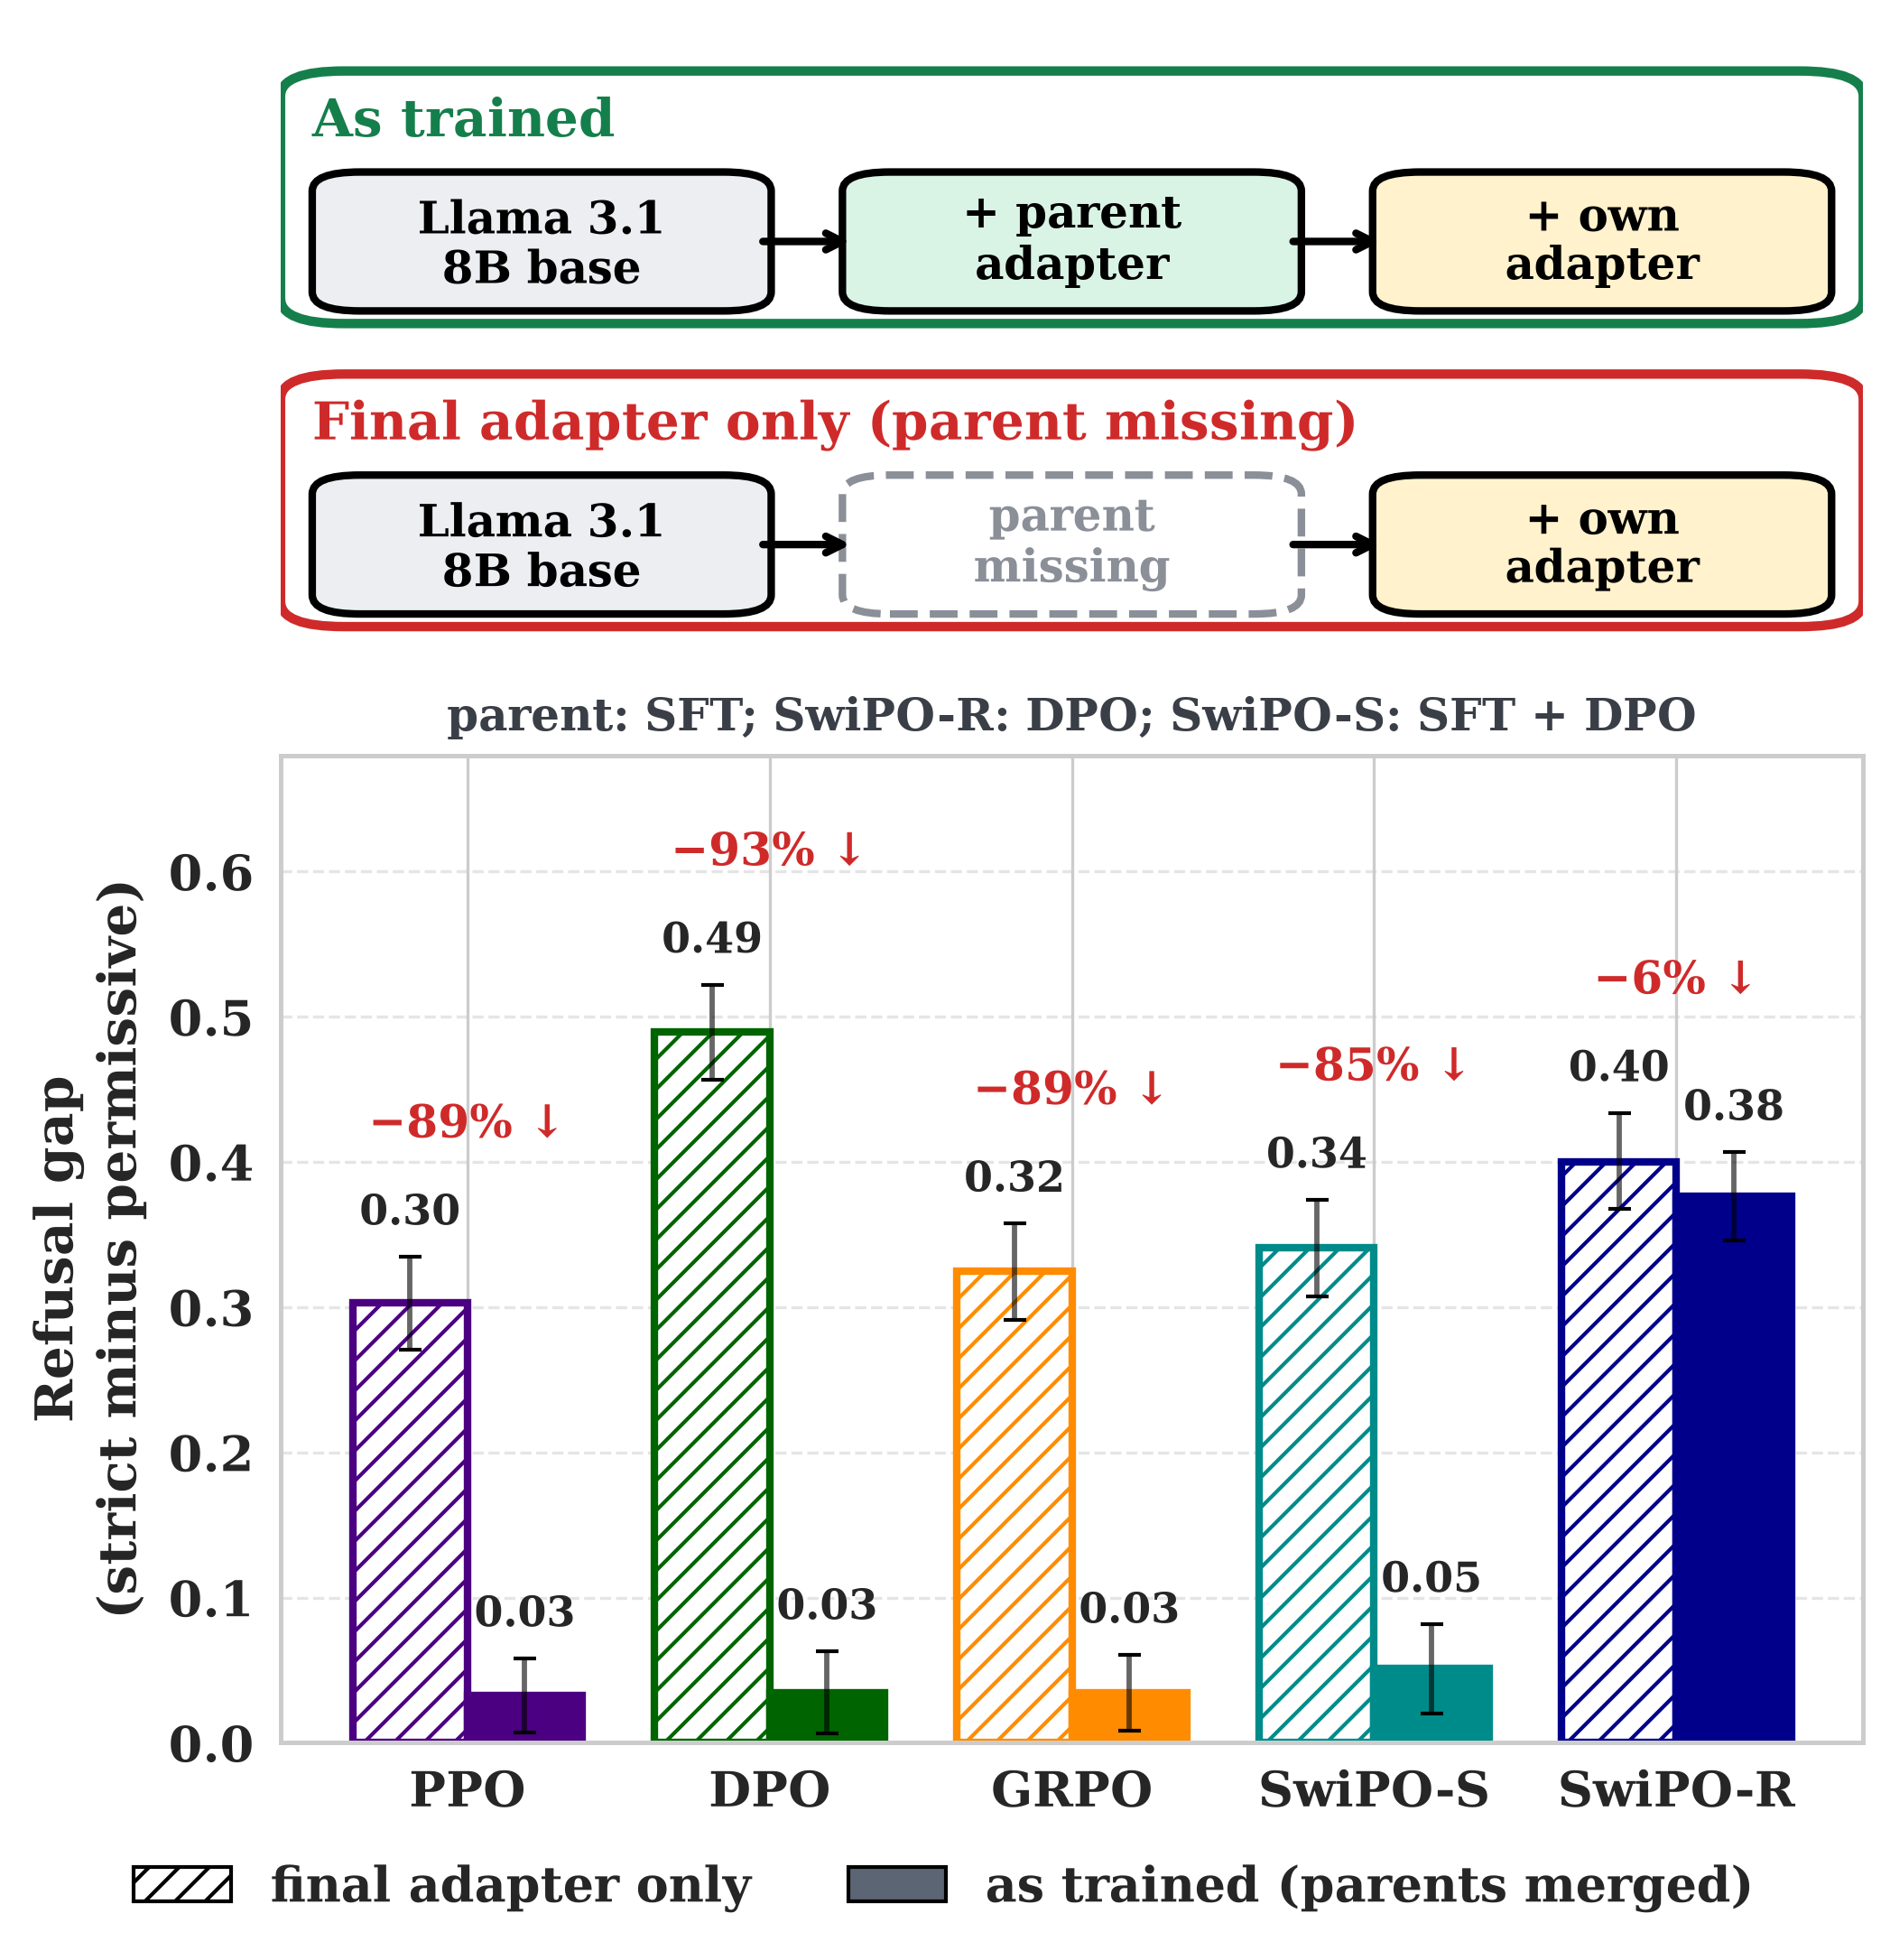 As trained
Llama 3.1
8B base
+ parent
adapter
+ own
adapter
Final adapter only (parent missing)
Llama 3.1
8B base
parent
missing
+ own
adapter
parent: SFT; SwiPO-R: DPO; SwiPO-S: SFT + DPO
Refusal gap
(strict minus permissive)
0.6
0.5
0.4
0.3
0.2
0.1
0.0
−89% ↓
0.30
0.03
−93% ↓
0.49
0.03
−89% ↓
0.32
0.03
−85% ↓
0.34
0.05
−6% ↓
0.40
0.38
PPO
DPO
GRPO
SwiPO-S
SwiPO-R
final adapter only
as trained (parents merged)